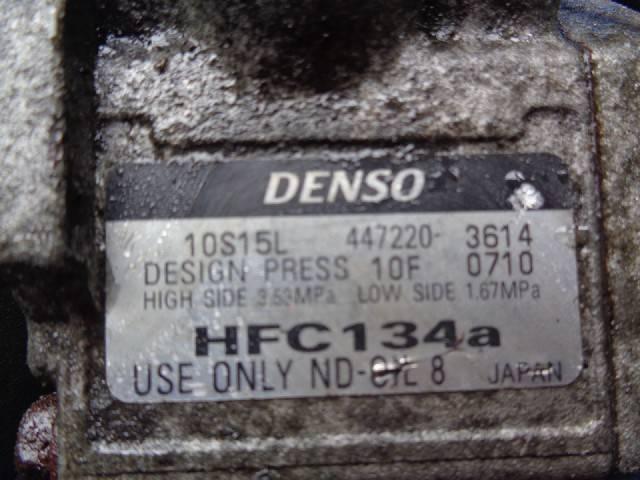 DENSO
10S15L 447220- 3614
DESIGN PRESS 10F 0710
HIGH SIDE 3.53MPa LOW SIDE 1.67MPa
HFC134a
USE ONLY ND-OIL 8 JAPAN